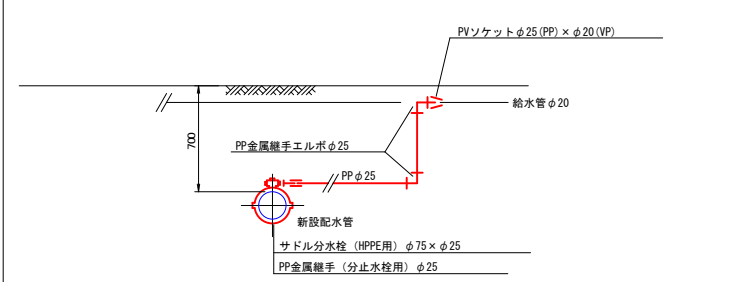 PVソケットφ25(PP)×φ20(VP)
給水管φ20
700
PP金属継手エルボφ25
PPφ25
新設配水管
サドル分水栓（HPPE用）φ75×φ25
PP金属継手（分止水栓用）φ25